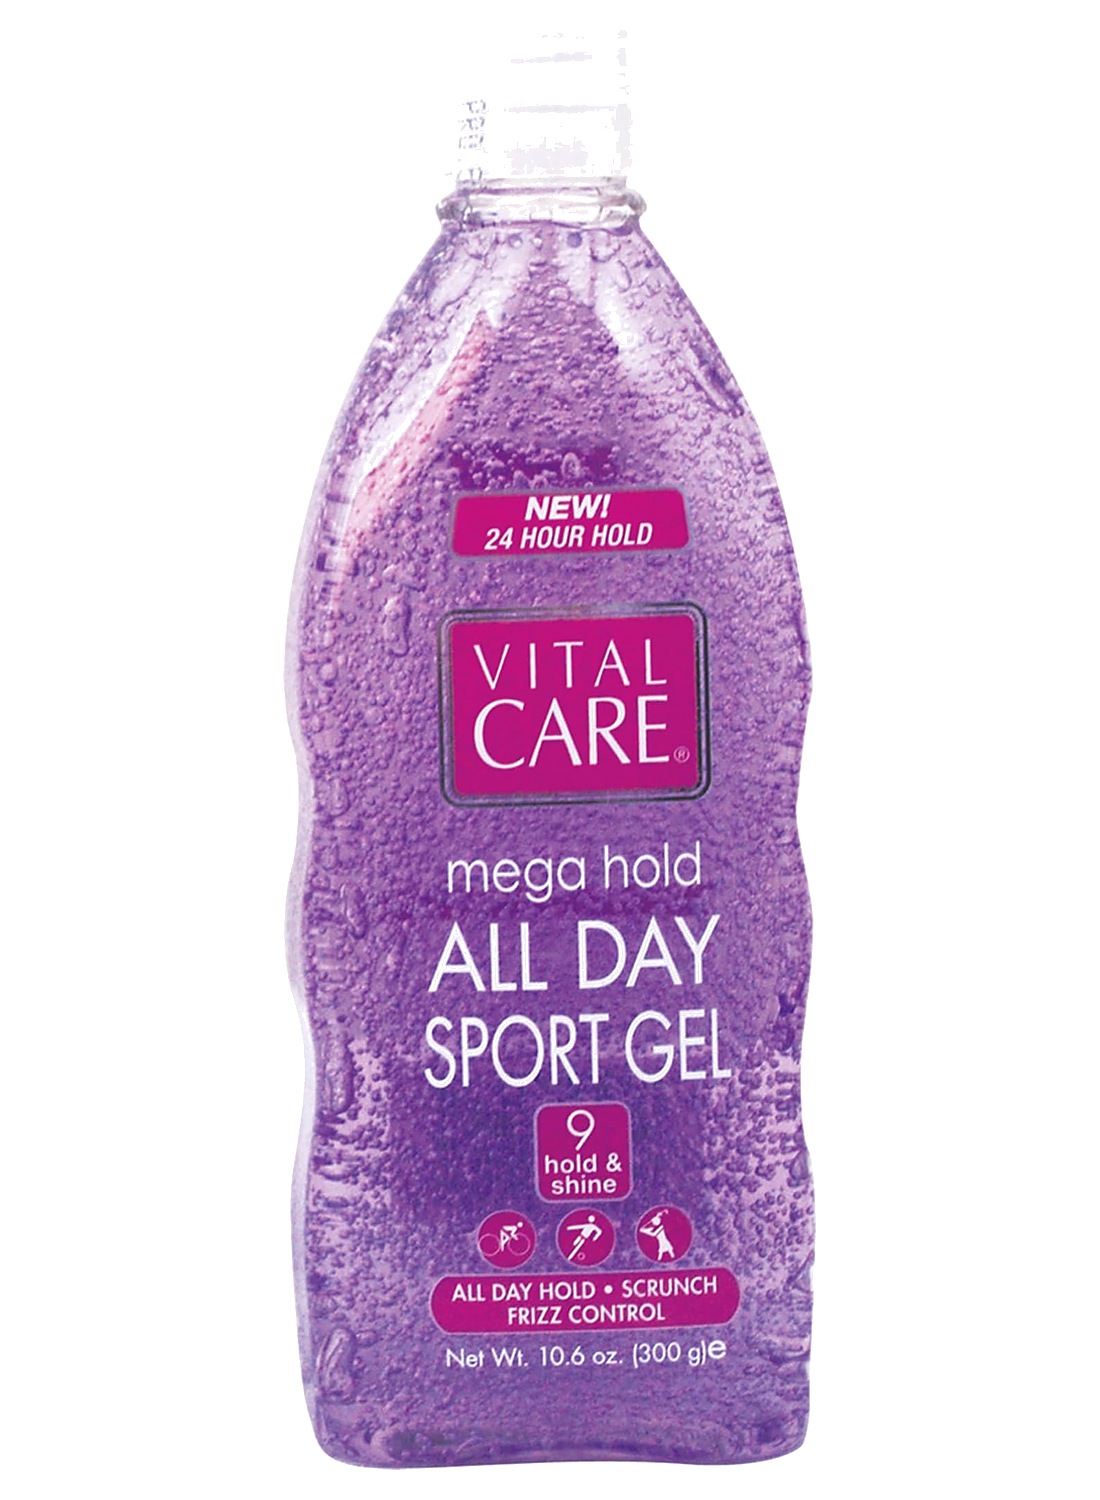 NEW!
24 HOUR HOLD
VITAL
CARE®
mega hold
ALL DAY
SPORT GEL
9
hold &
shine
ALL DAY HOLD • SCRUNCH
FRIZZ CONTROL
Net Wt. 10.6 oz. (300 g)e